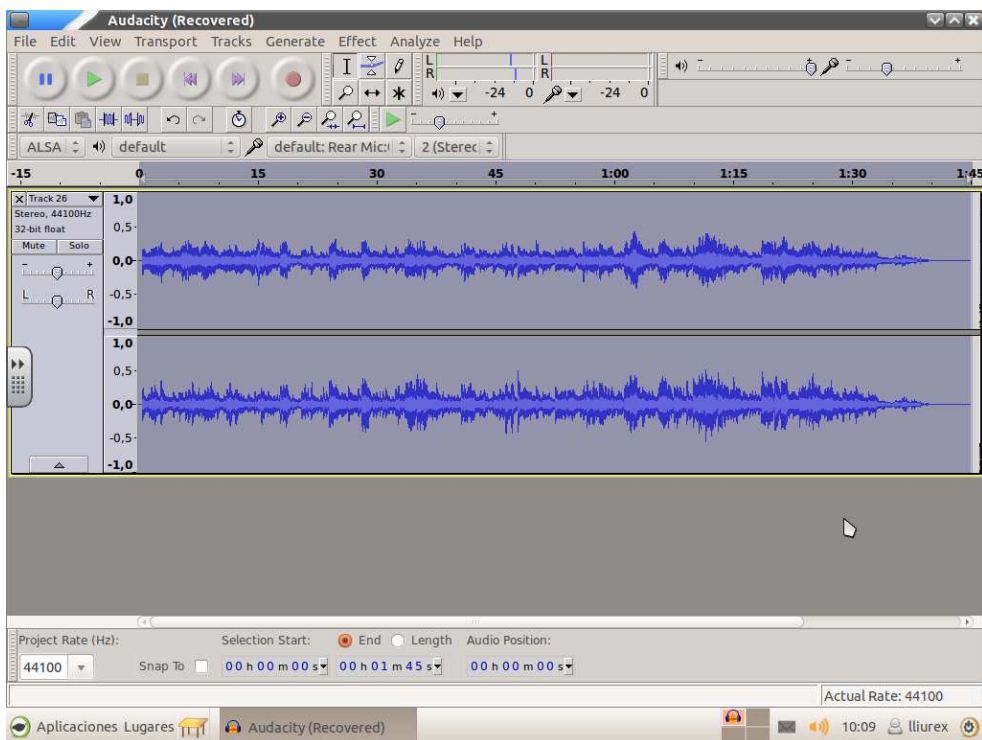 Audacity (Recovered)
File Edit View Transport Tracks Generate Effect Analyze Help
L
R
-24 0
L
R
-24 0
- +
- +
ALSA default default: Rear Mic:( 2 (Sterec
-15 0 15 30 45 1:00 1:15 1:30 1:45
Track 26
Stereo, 44100Hz
32-bit float
Mute Solo
- +
L R
1,0
0,5
0,0
-0,5
-1,0
1,0
0,5
0,0
-0,5
-1,0
Project Rate (Hz): Selection Start: End Length Audio Position:
44100 Snap To 00 h 00 m 00 s 00 h 01 m 45 s 00 h 00 m 00 s
Actual Rate: 44100
Aplicaciones Lugares Audacity (Recovered) 10:09 lliurex